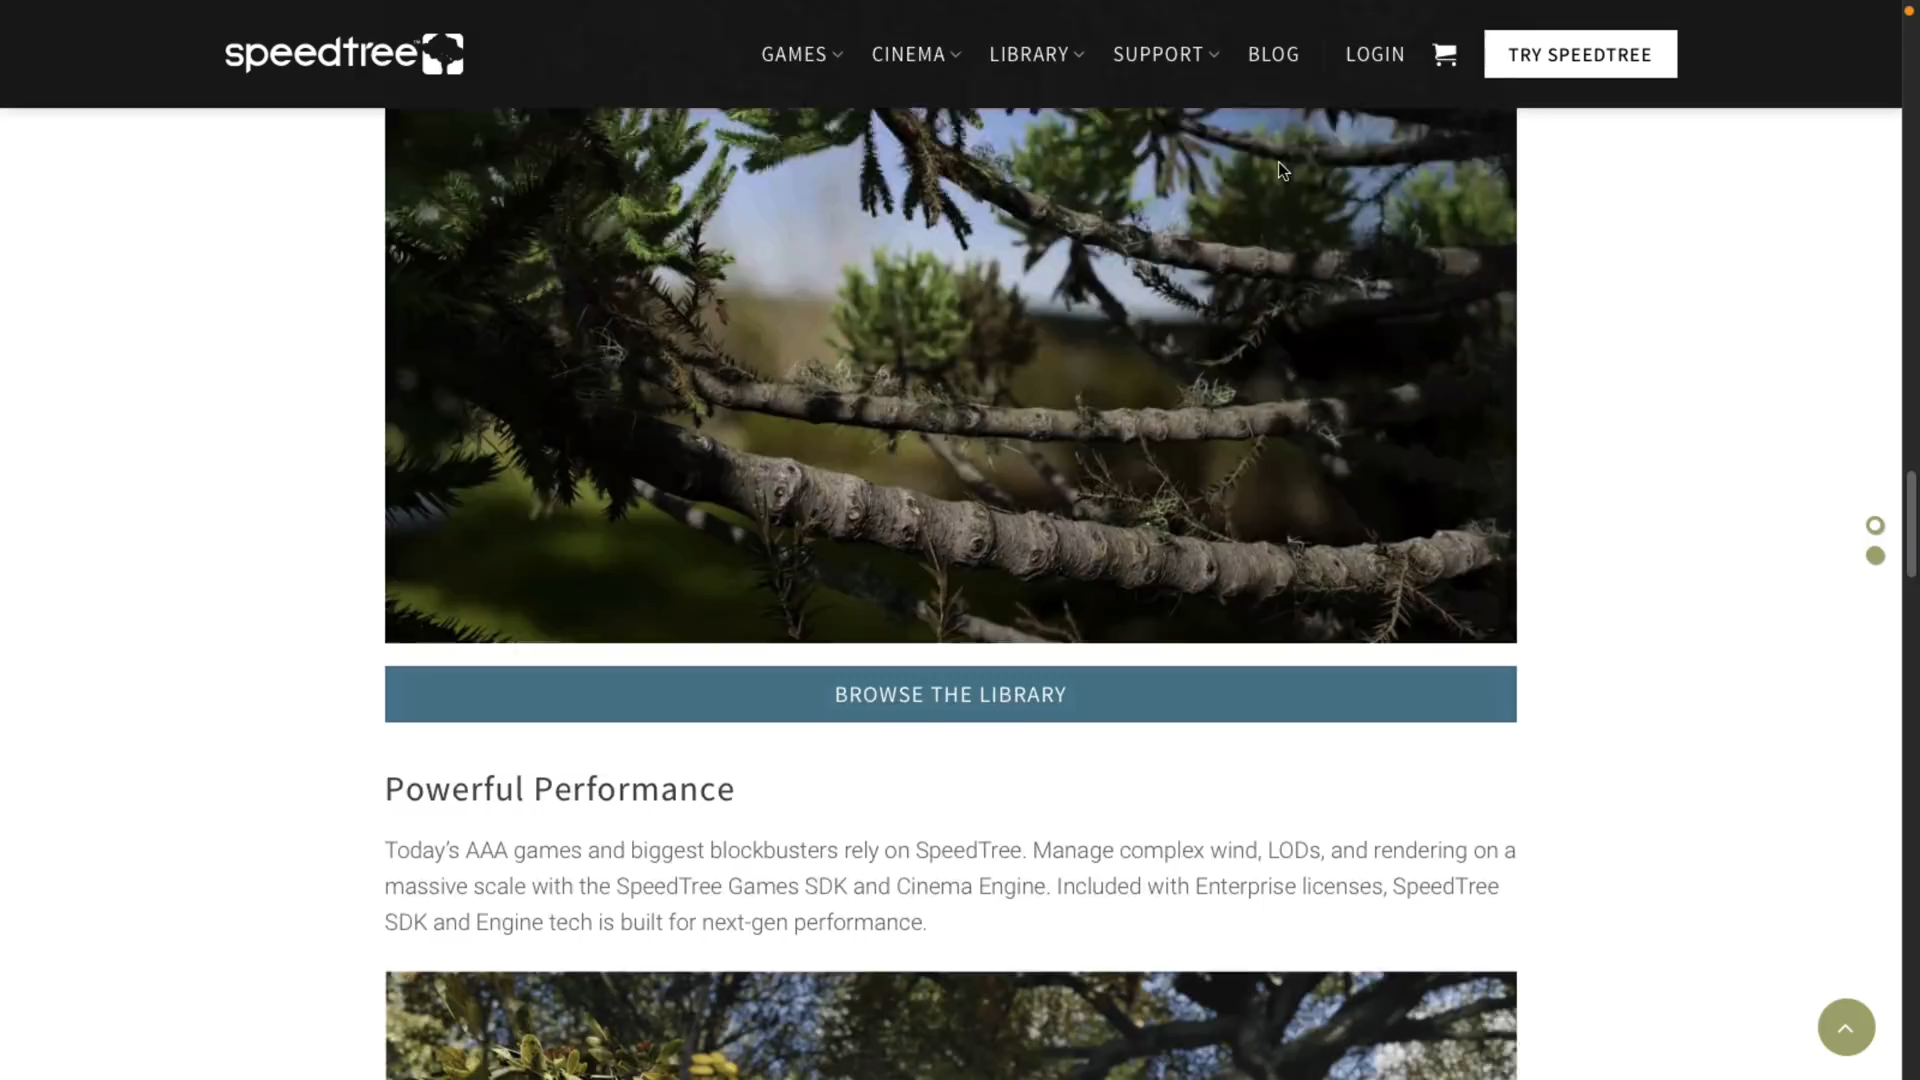 speedtree
GAMES CINEMA LIBRARY SUPPORT BLOG LOGIN TRY SPEEDTREE
BROWSE THE LIBRARY
Powerful Performance
Today's AAA games and biggest blockbusters rely on SpeedTree. Manage complex wind, LODs, and rendering on a
massive scale with the SpeedTree Games SDK and Cinema Engine. Included with Enterprise licenses, SpeedTree
SDK and Engine tech is built for next-gen performance.